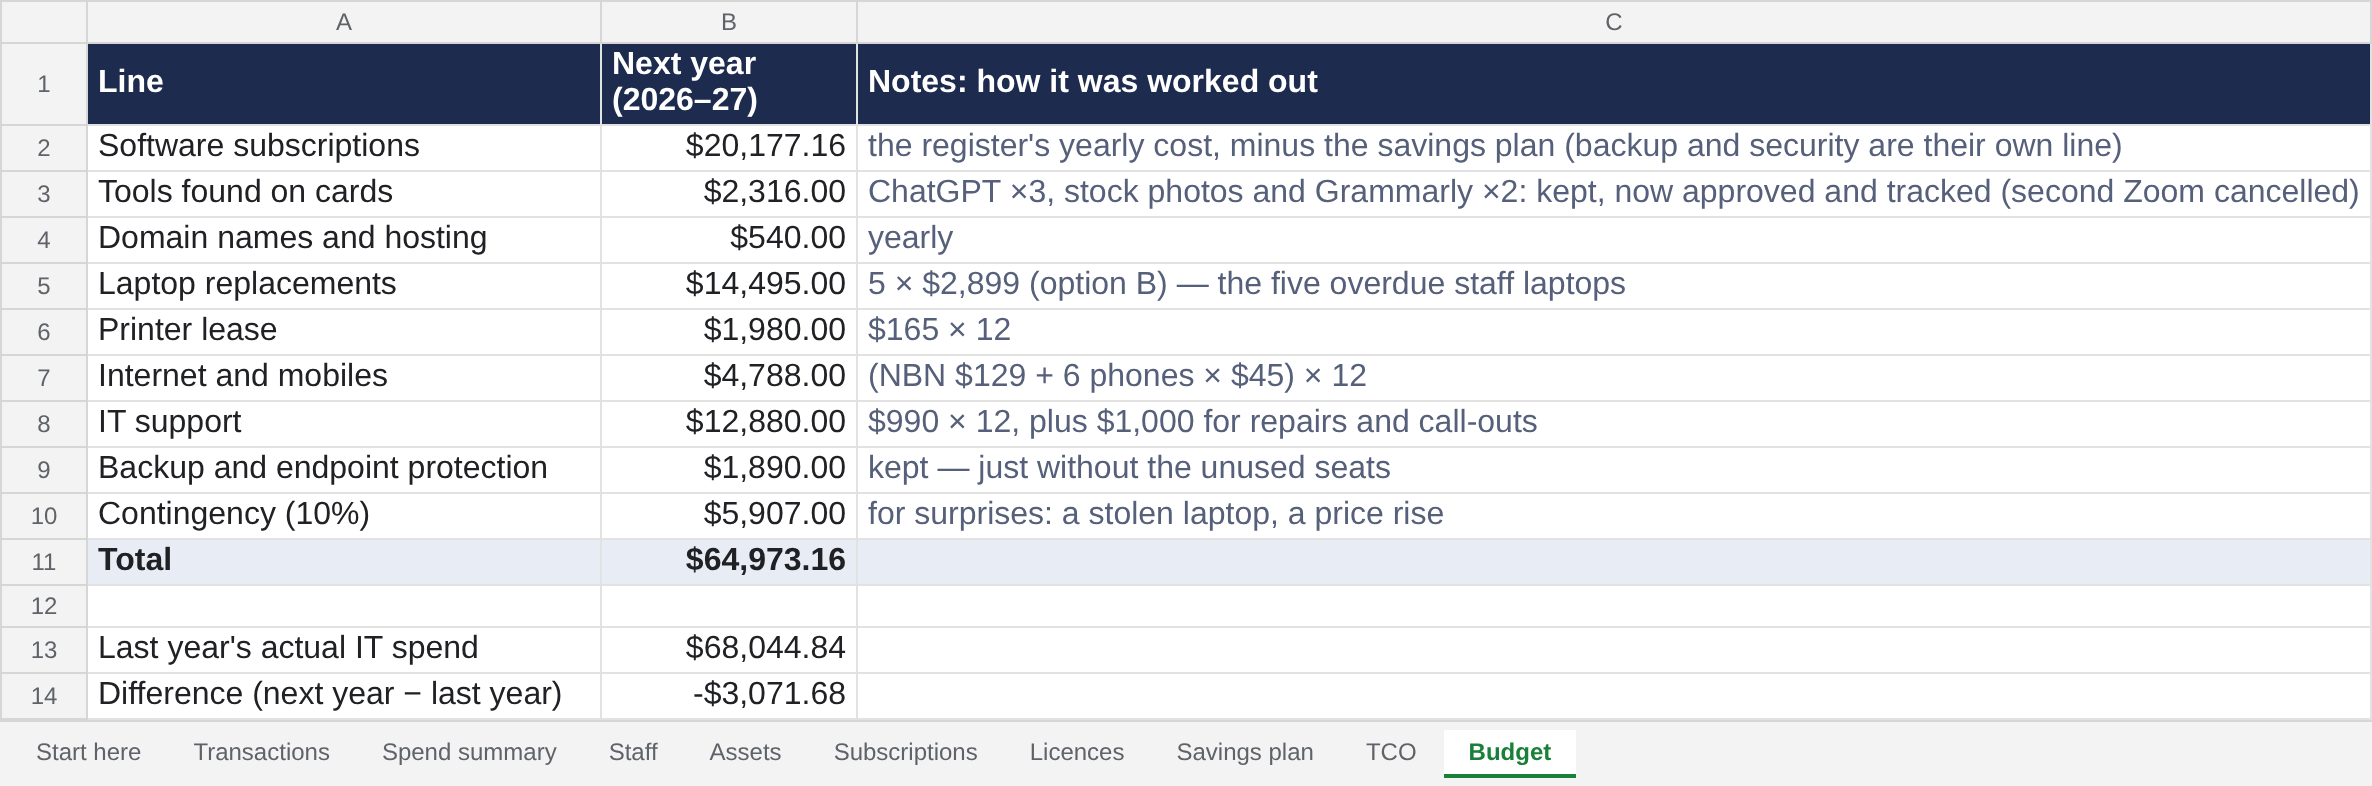 A B C
1 Line Next year (2026–27) Notes: how it was worked out
2 Software subscriptions $20,177.16 the register's yearly cost, minus the savings plan (backup and security are their own line)
3 Tools found on cards $2,316.00 ChatGPT ×3, stock photos and Grammarly ×2: kept, now approved and tracked (second Zoom cancelled)
4 Domain names and hosting $540.00 yearly
5 Laptop replacements $14,495.00 5 × $2,899 (option B) — the five overdue staff laptops
6 Printer lease $1,980.00 $165 × 12
7 Internet and mobiles $4,788.00 (NBN $129 + 6 phones × $45) × 12
8 IT support $12,880.00 $990 × 12, plus $1,000 for repairs and call-outs
9 Backup and endpoint protection $1,890.00 kept — just without the unused seats
10 Contingency (10%) $5,907.00 for surprises: a stolen laptop, a price rise
11 Total $64,973.16
12
13 Last year's actual IT spend $68,044.84
14 Difference (next year − last year) -$3,071.68
Start here Transactions Spend summary Staff Assets Subscriptions Licences Savings plan TCO Budget